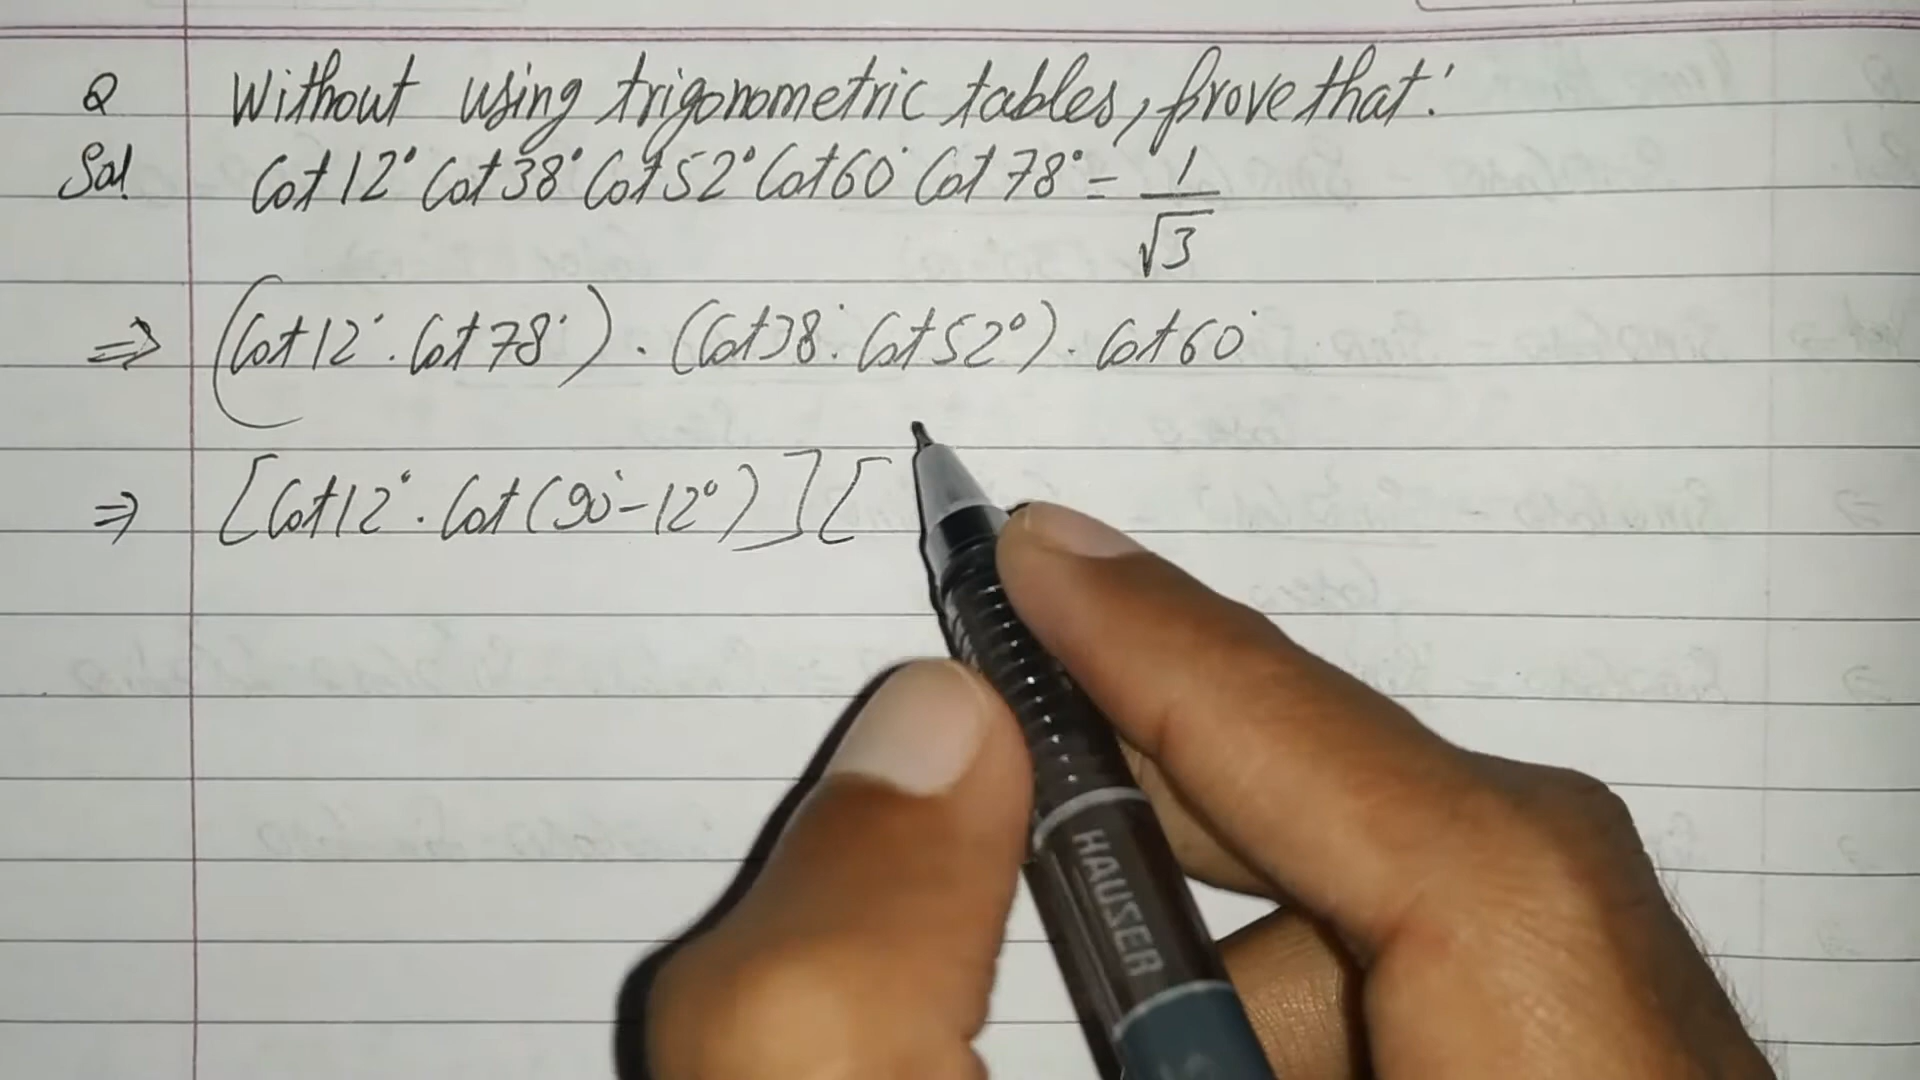 Q Without using trigonometric tables, prove that:
Sol Cot 12° Cot 38° Cot 52° Cot 60° Cot 78° = 1/√3
⇒ (Cot 12°. Cot 78°) . (Cot 38°. Cot 52°) . Cot 60°
⇒ [Cot 12° . Cot (90° - 12°)] [
HAUSER